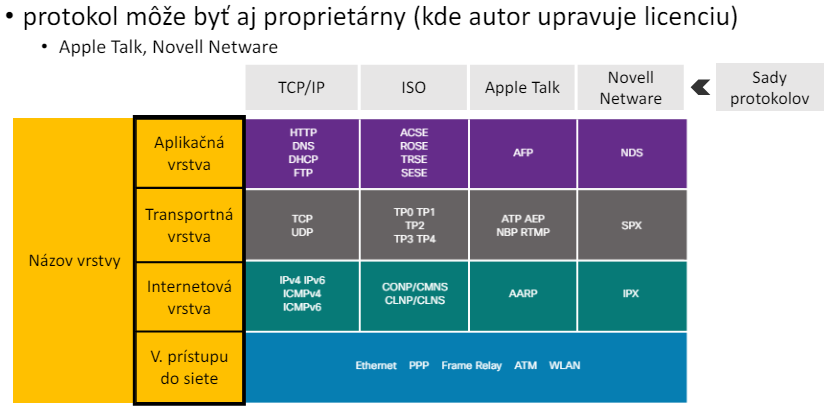 • protokol môže byť aj proprietárny (kde autor upravuje licenciu)
• Apple Talk, Novell Netware
TCP/IP
ISO
Apple Talk
Novell
Netware
Sady
protokolov
Názov vrstvy
Aplikačná
vrstva
HTTP
DNS
DHCP
FTP
ACSE
ROSE
TRSE
SESE
AFP
NDS
Transportná
vrstva
TCP
UDP
TP0 TP1
TP2
TP3 TP4
ATP AEP
NBP RTMP
SPX
Internetová
vrstva
IPv4 IPv6
ICMPv4
ICMPv6
CONP/CMNS
CLNP/CLNS
AARP
IPX
V. prístupu
do siete
Ethernet PPP Frame Relay ATM WLAN